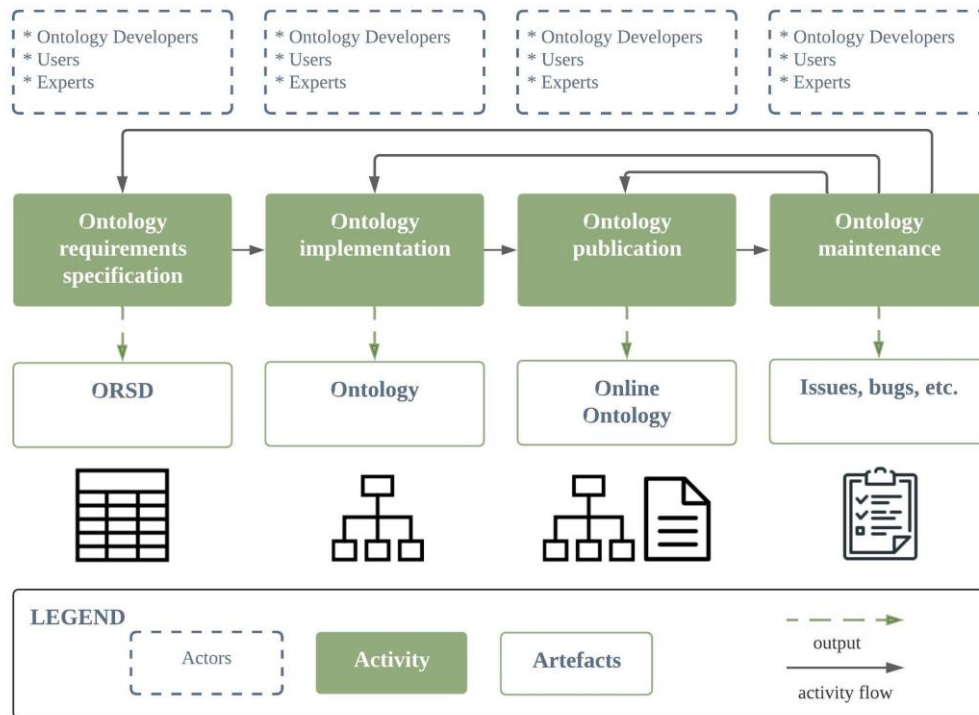 * Ontology Developers
* Users
* Experts
* Ontology Developers
* Users
* Experts
* Ontology Developers
* Users
* Experts
* Ontology Developers
* Users
* Experts
Ontology
requirements
specification
Ontology
implementation
Ontology
publication
Ontology
maintenance
ORSD
Ontology
Online
Ontology
Issues, bugs, etc.
LEGEND
Actors
Activity
Artefacts
output
activity flow